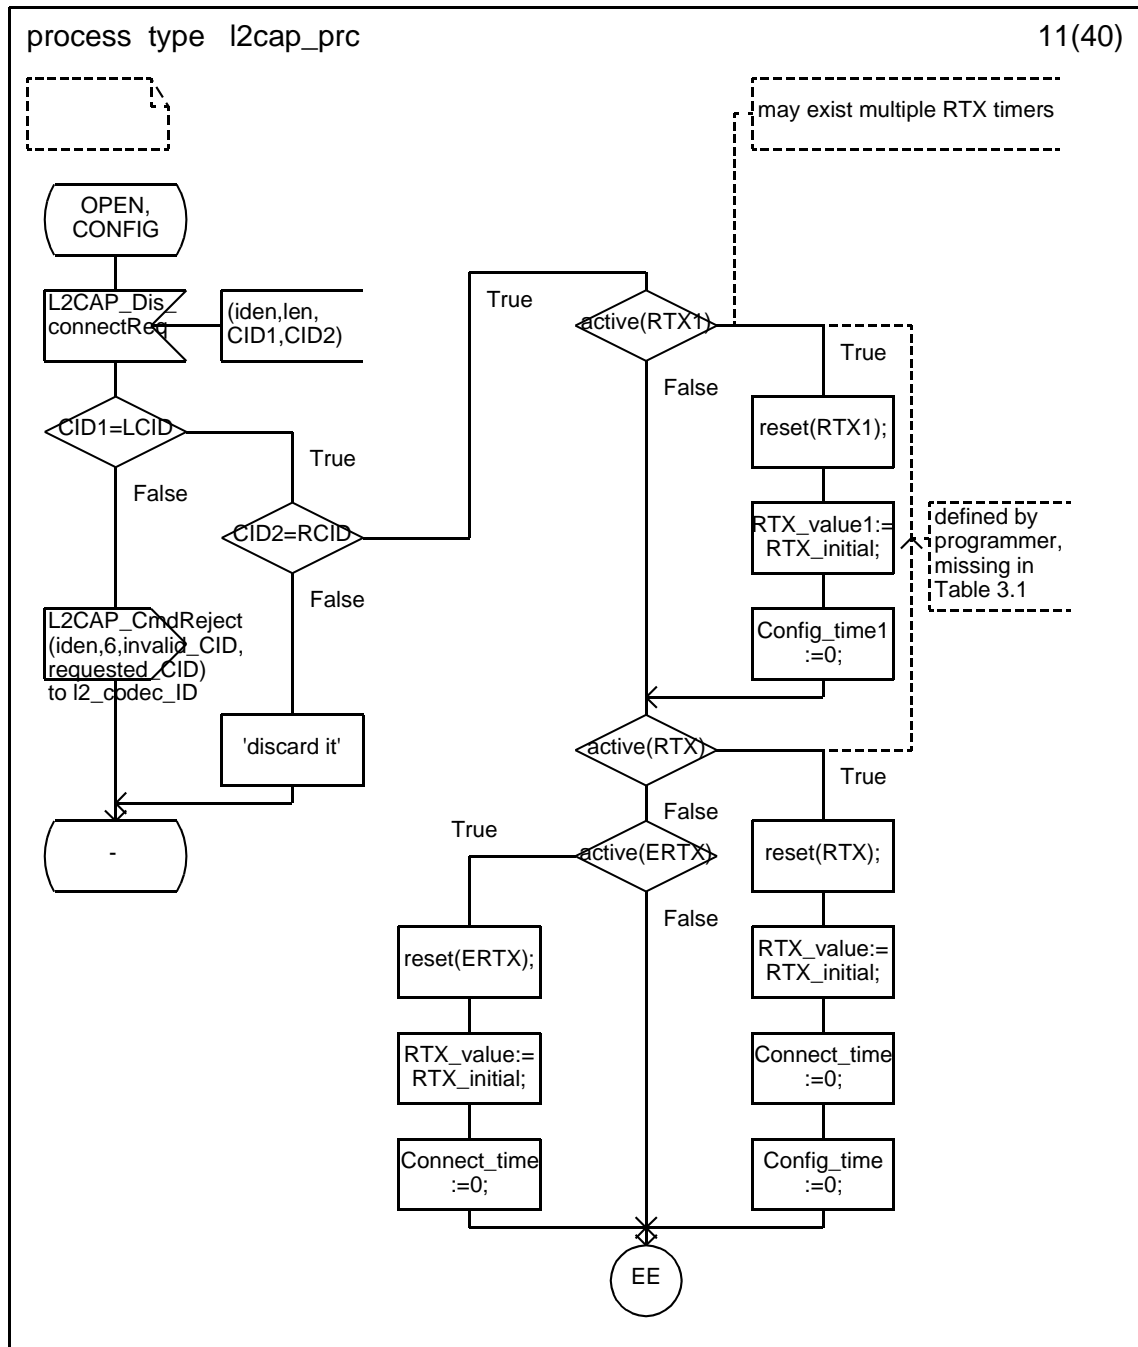 process type l2cap_prc
11(40)
may exist multiple RTX timers
OPEN,
CONFIG
L2CAP_Dis_
connectReq
(iden,len,
CID1,CID2)
True
active(RTX1)
True
False
CID1=LCID
True
False
reset(RTX1);
CID2=RCID
False
RTX_value1:=
RTX_initial;
defined by
programmer,
missing in
Table 3.1
L2CAP_CmdReject
(iden,6,invalid_CID,
requested_CID)
to l2_codec_ID
Config_time1
:=0;
'discard it'
active(RTX)
True
False
True
-
active(ERTX)
reset(RTX);
False
reset(ERTX);
RTX_value:=
RTX_initial;
RTX_value:=
RTX_initial;
Connect_time
:=0;
Connect_time
:=0;
Config_time
:=0;
EE